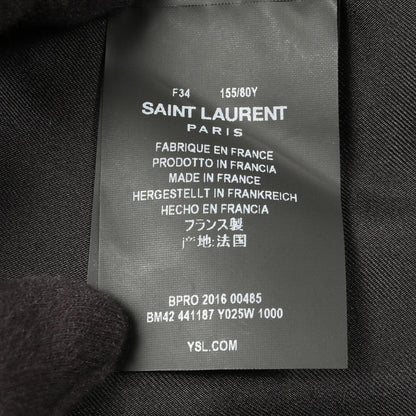 F34 155/80Y
SAINT LAURENT
PARIS
FABRIQUE EN FRANCE
PRODOTTO IN FRANCIA
MADE IN FRANCE
HERGESTELLT IN FRANKREICH
HECHO EN FRANCIA
フランス製
产地:法国
BPRO 2016 00485
BM42 441187 Y025W 1000
YSL.COM